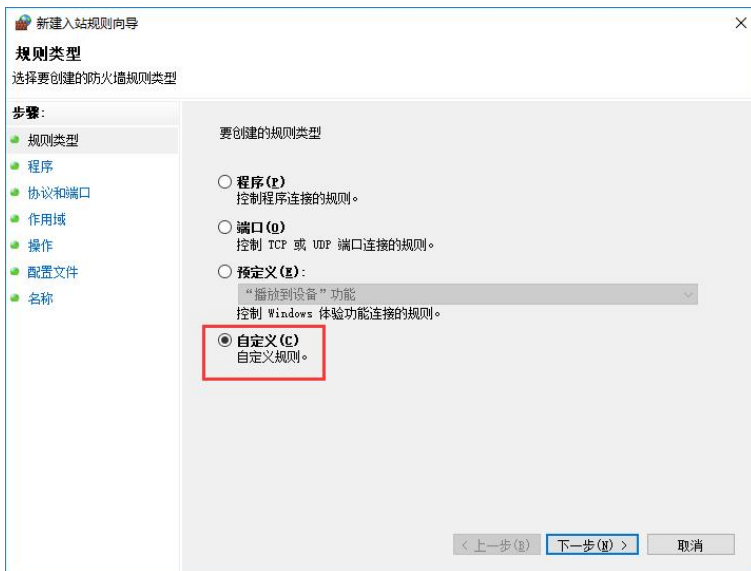 新建入站规则向导
规则类型
选择要创建的防火墙规则类型
步骤:
规则类型
程序
协议和端口
作用域
操作
配置文件
名称
要创建的规则类型
程序(P)
控制程序连接的规则。
端口(O)
控制 TCP 或 UDP 端口连接的规则。
预定义(E):
“播放到设备”功能
控制 Windows 体验功能连接的规则。
自定义(C)
自定义规则。
< 上一步(B) 下一步(N) > 取消